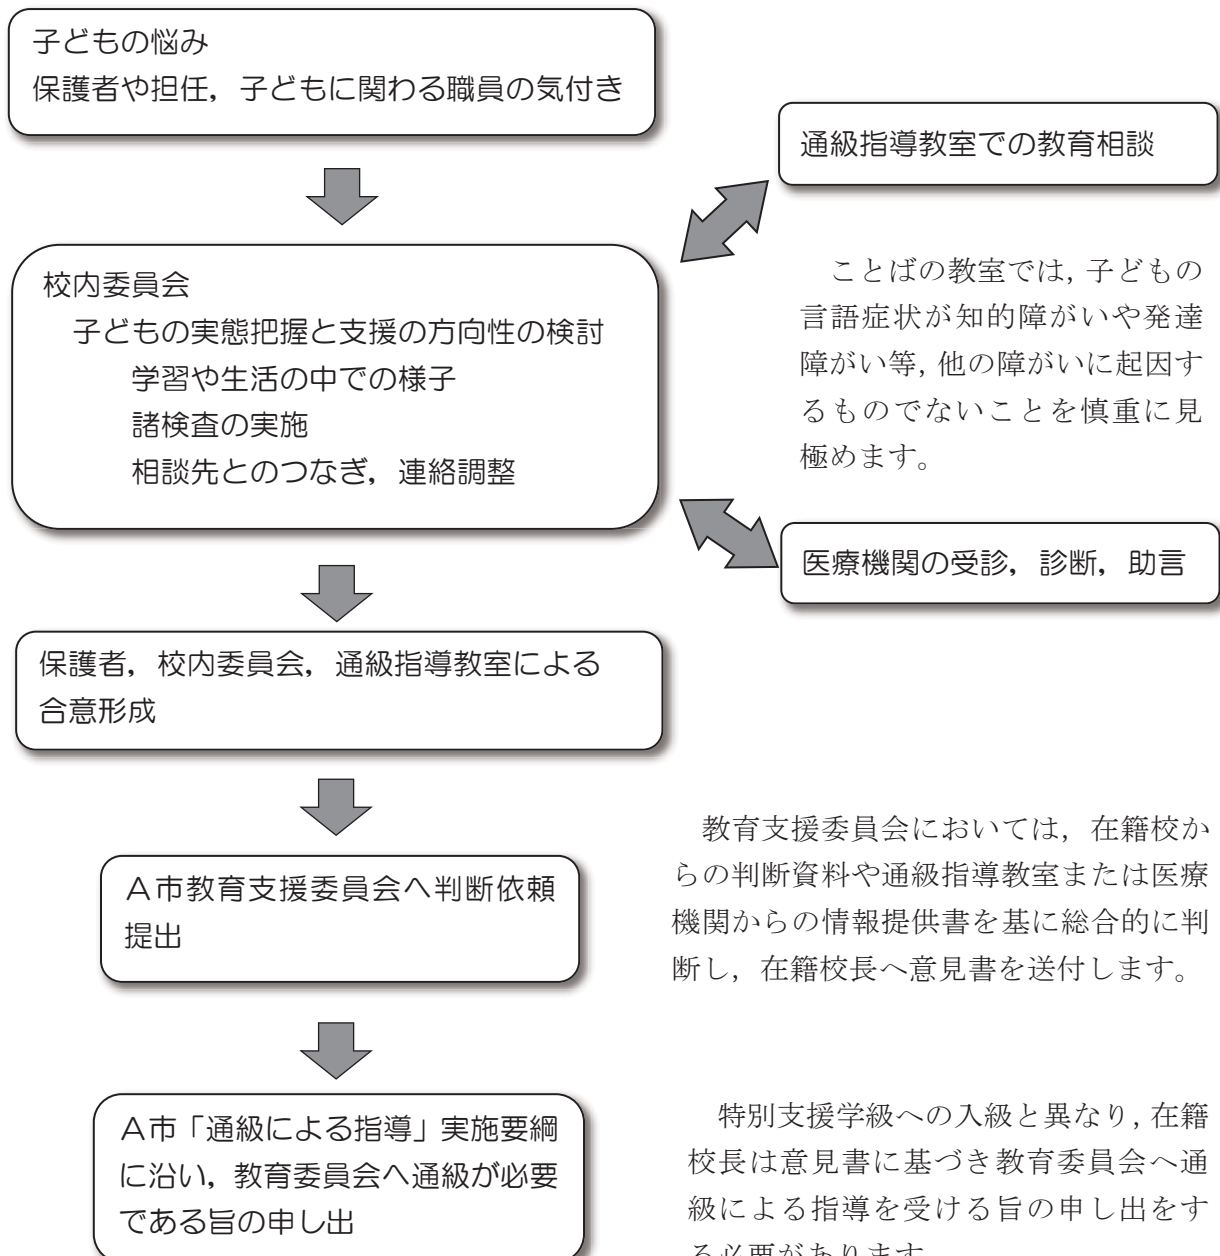 子どもの悩み
保護者や担任，子どもに関わる職員の気付き
通級指導教室での教育相談
校内委員会
子どもの実態把握と支援の方向性の検討
学習や生活の中での様子
諸検査の実施
相談先とのつなぎ，連絡調整
ことばの教室では，子どもの
言語症状が知的障がいや発達
障がい等，他の障がいに起因す
るものでないことを慎重に見
極めます。
医療機関の受診，診断，助言
保護者，校内委員会，通級指導教室による
合意形成
A市教育支援委員会へ判断依頼
提出
教育支援委員会においては，在籍校か
らの判断資料や通級指導教室または医療
機関からの情報提供書を基に総合的に判
断し，在籍校長へ意見書を送付します。
A市「通級による指導」実施要綱
に沿い，教育委員会へ通級が必要
である旨の申し出
特別支援学級への入級と異なり，在籍
校長は意見書に基づき教育委員会へ通
級による指導を受ける旨の申し出をす
る必要があります。